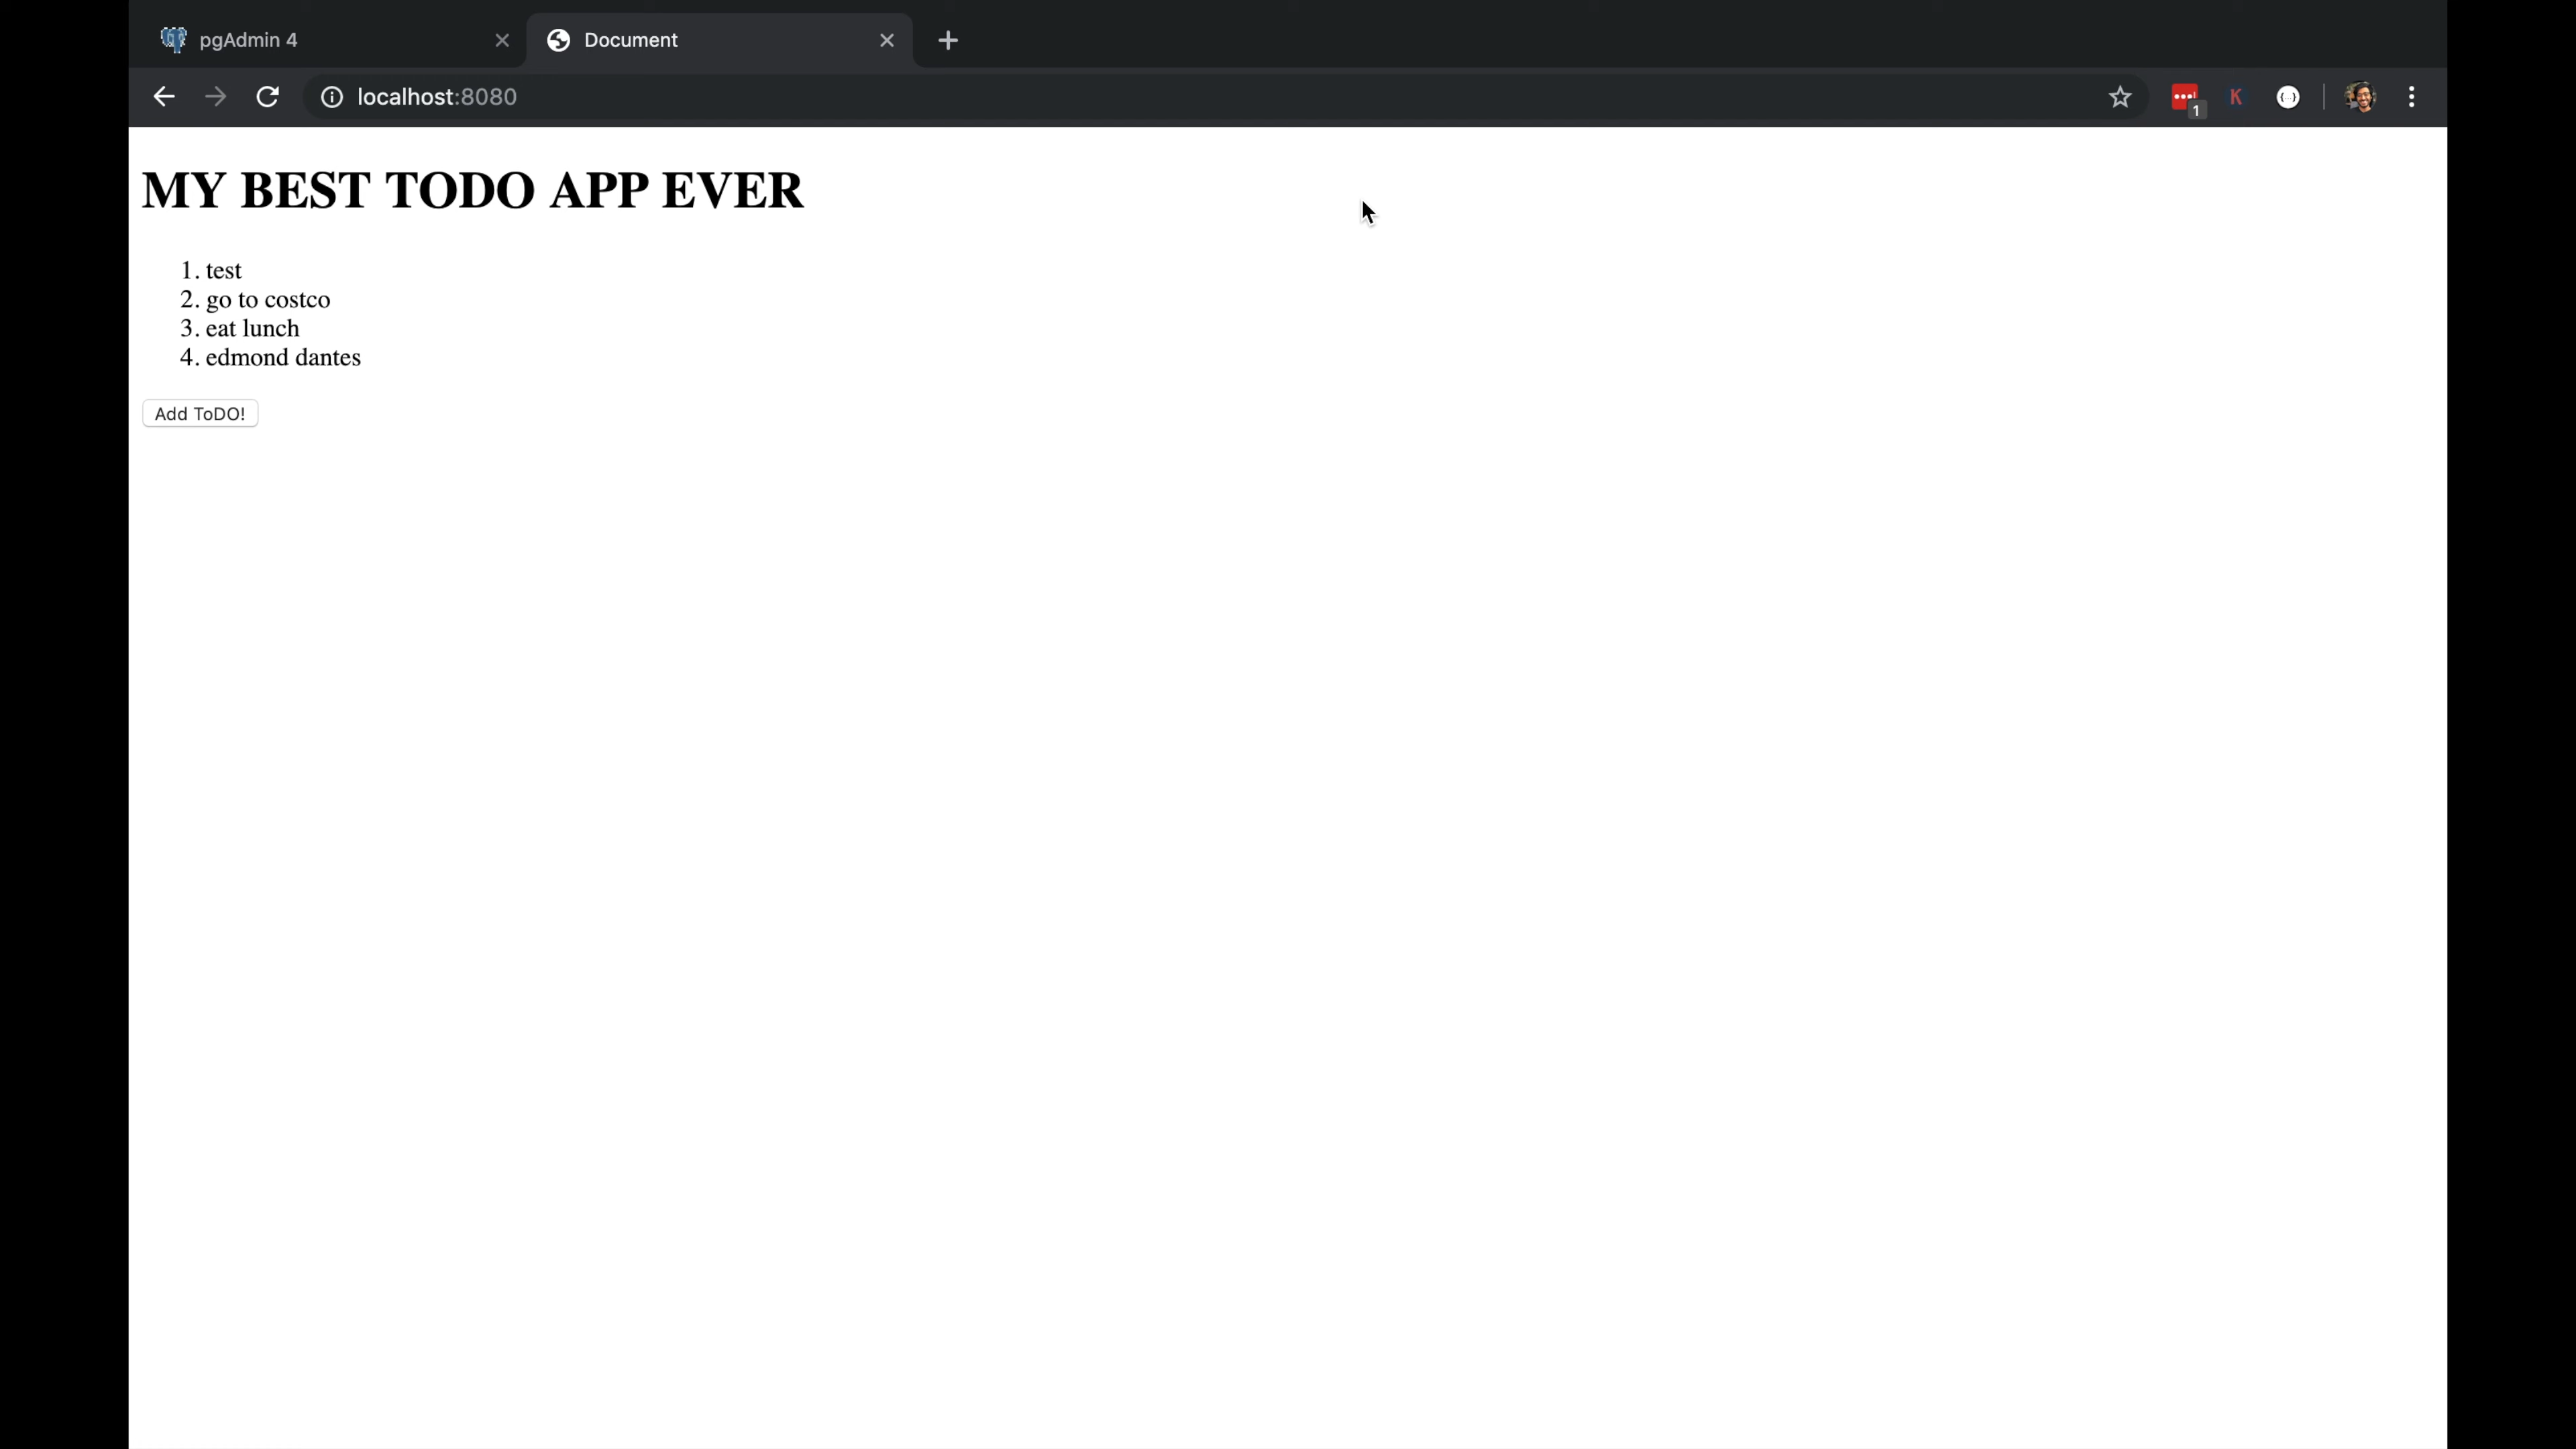 pgAdmin 4
Document
localhost:8080
K
1
MY BEST TODO APP EVER
1. test
2. go to costco
3. eat lunch
4. edmond dantes
Add ToDO!